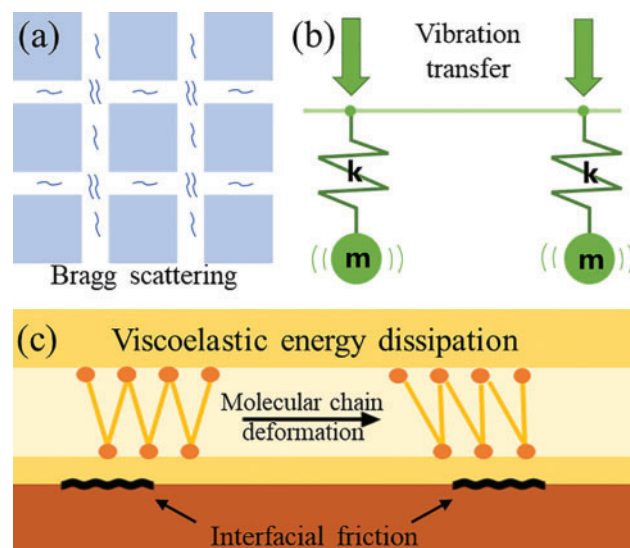 (a)
Bragg scattering
(b)
Vibration
transfer
k
k
m
m
(c)
Viscoelastic energy dissipation
Molecular chain
deformation
Interfacial friction